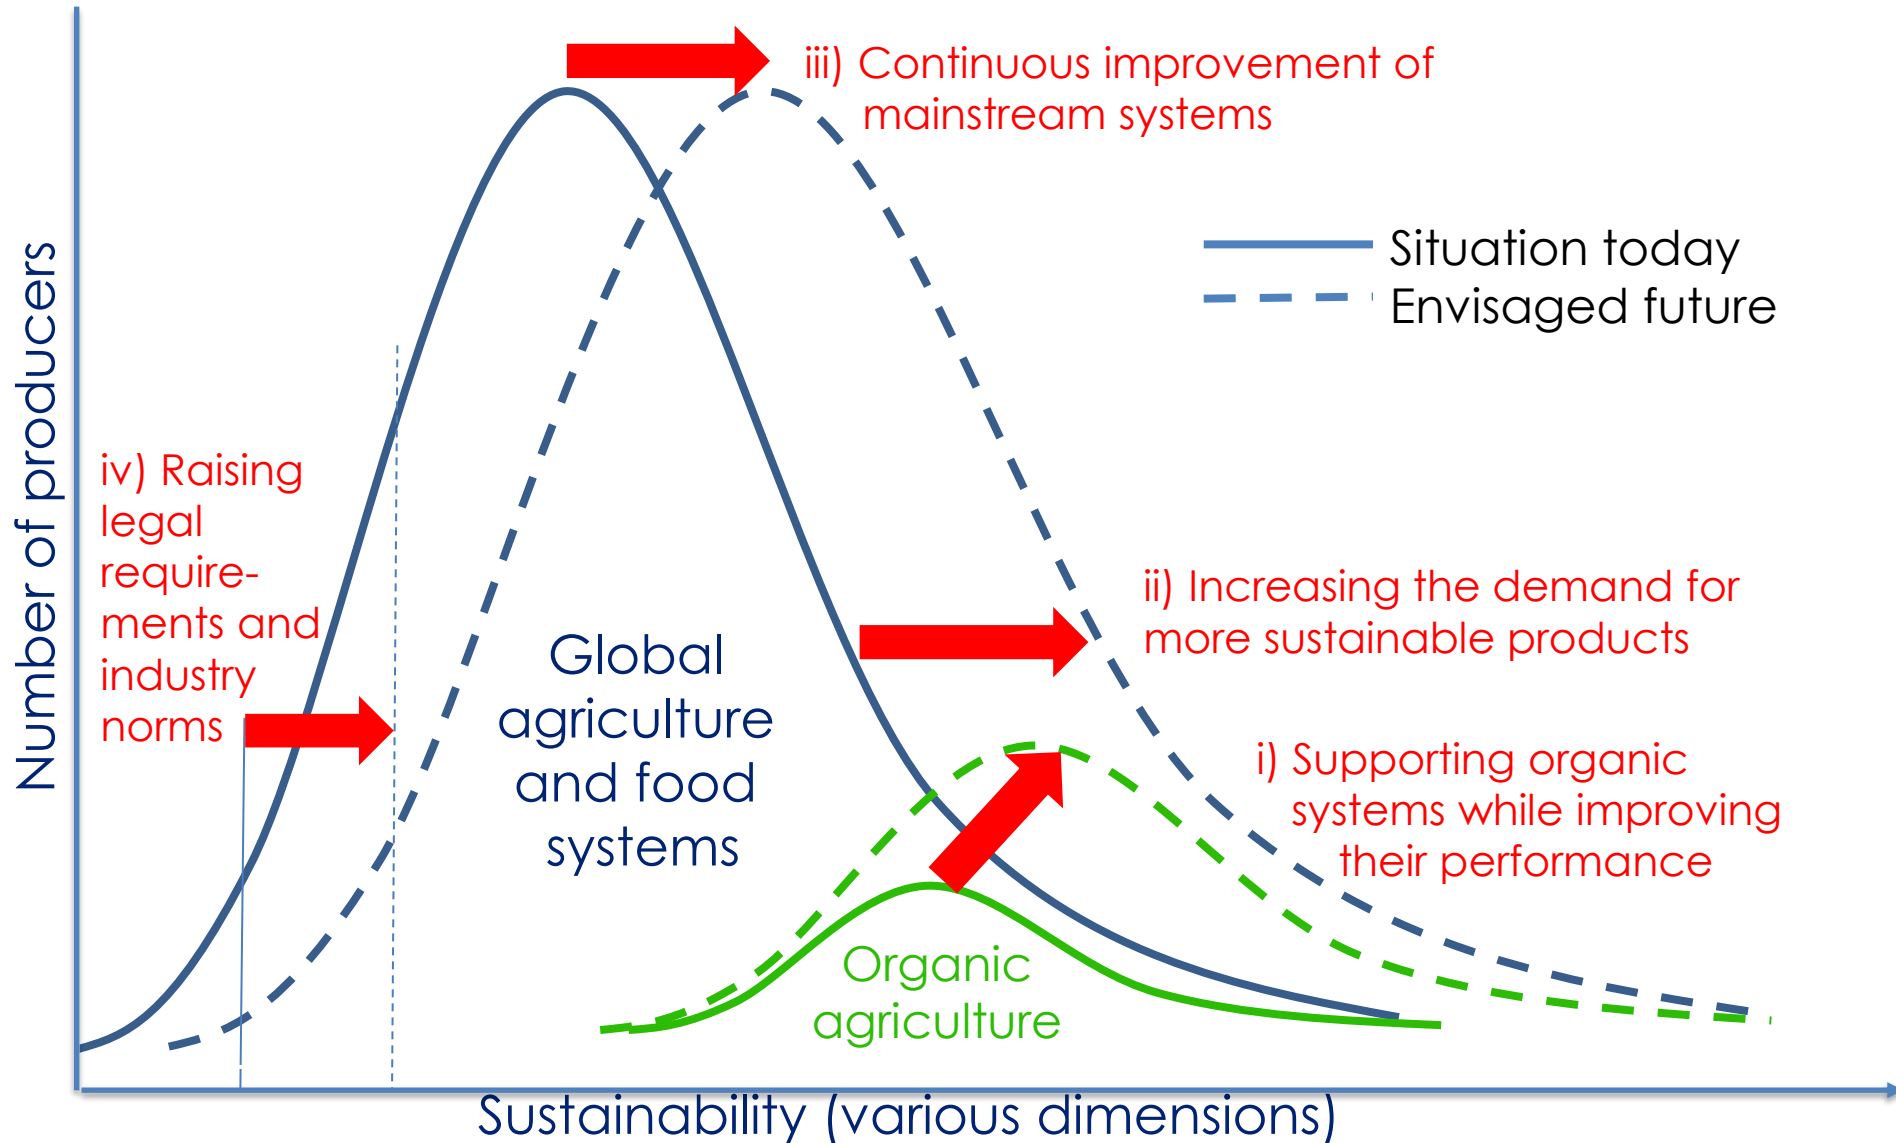 iii) Continuous improvement of
mainstream systems
Situation today
Envisaged future
Number of producers
iv) Raising
legal
require-
ments and
industry
norms
Global
agriculture
and food
systems
ii) Increasing the demand for
more sustainable products
i) Supporting organic
systems while improving
their performance
Organic
agriculture
Sustainability (various dimensions)